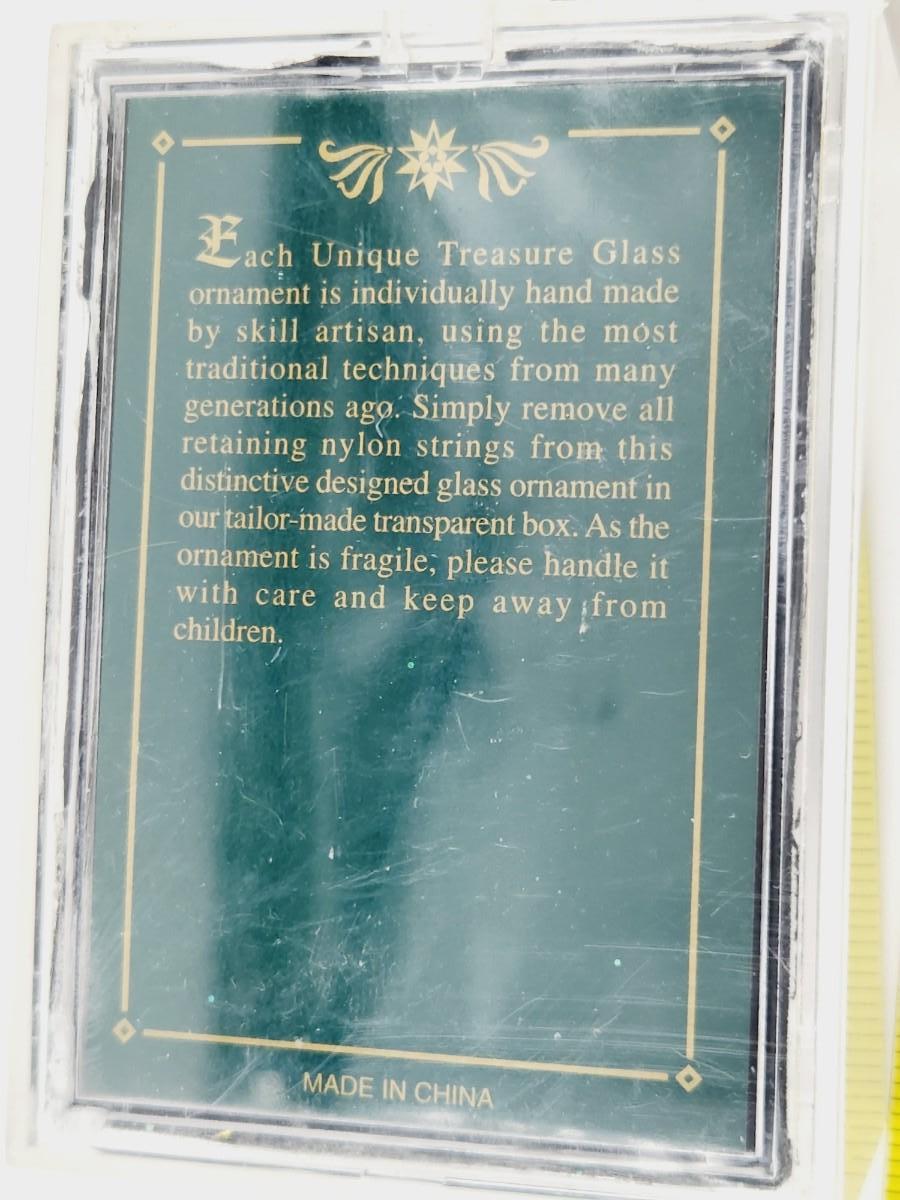 Each Unique Treasure Glass
ornament is individually hand made
by skill artisan, using the most
traditional techniques from many
generations ago. Simply remove all
retaining nylon strings from this
distinctive designed glass ornament in
our tailor-made transparent box. As the
ornament is fragile, please handle it
with care and keep away from
children.
MADE IN CHINA